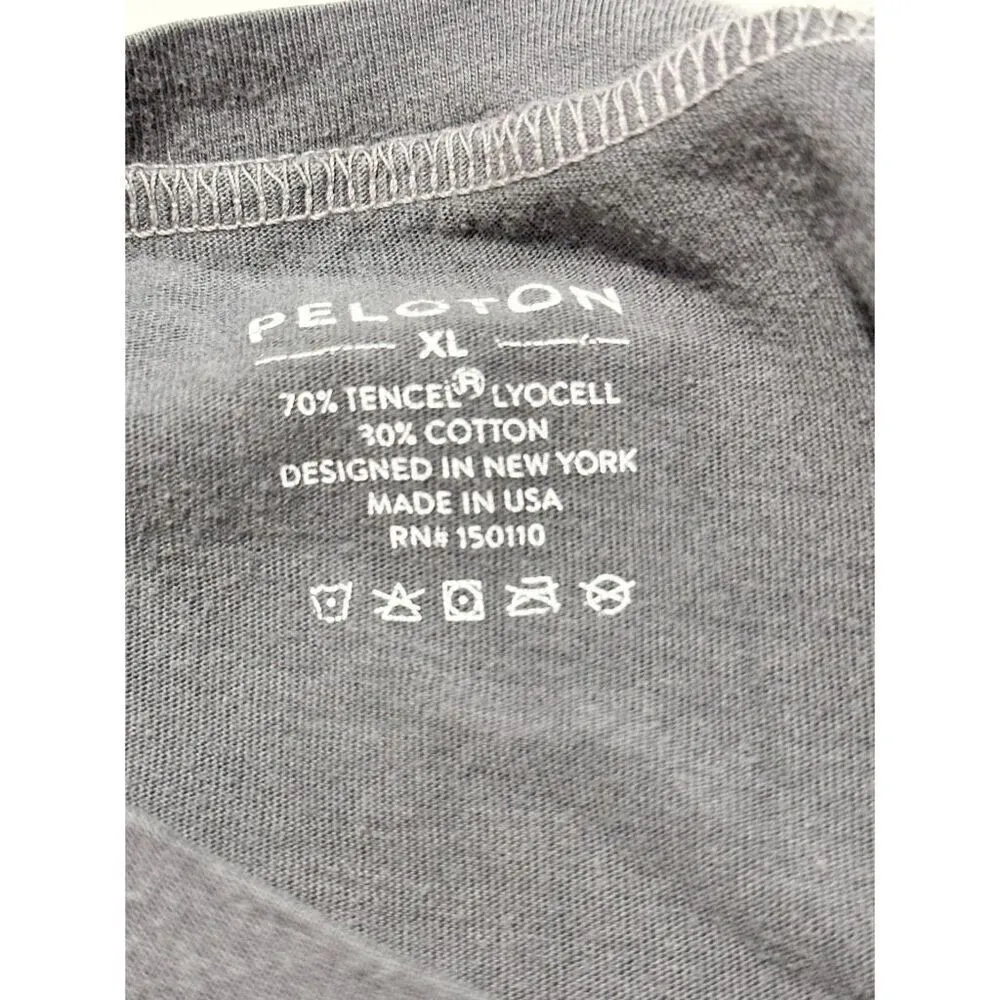 PELOTON
XL
70% TENCEL® LYOCELL
30% COTTON
DESIGNED IN NEW YORK
MADE IN USA
RN# 150110